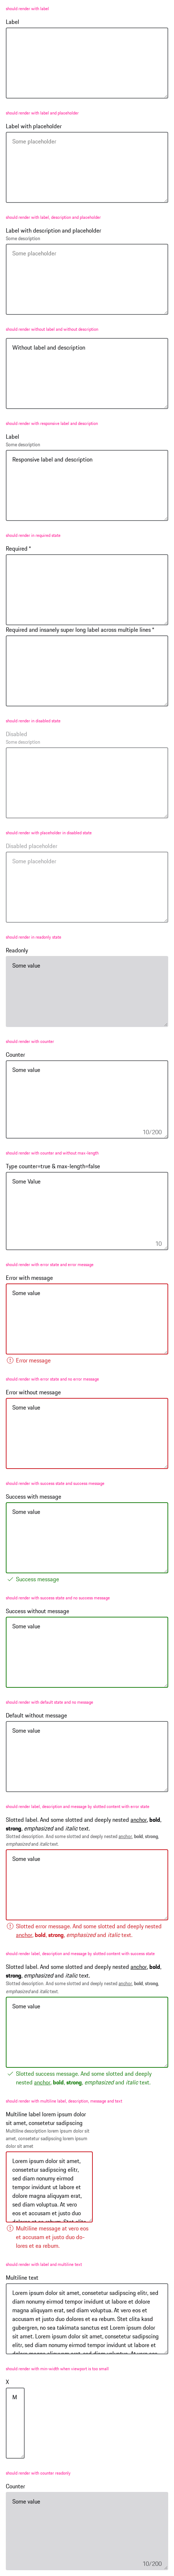 should render with label
Label
should render with label and placeholder
Label with placeholder
Some placeholder
should render with label, description and placeholder
Label with description and placeholder
Some description
Some placeholder
should render without label and without description
Without label and description
should render with responsive label and description
Label
Some description
Responsive label and description
should render in required state
Required *
Required and insanely super long label across multiple lines *
should render in disabled state
Disabled
Some description
should render with placeholder in disabled state
Disabled placeholder
Some placeholder
should render in readonly state
Readonly
Some value
should render with counter
Counter
Some value
10/200
should render with counter and without max-length
Type counter=true & max-length=false
Some Value
10
should render with error state and error message
Error with message
Some value
Error message
should render with error state and no error message
Error without message
Some value
should render with success state and success message
Success with message
Some value
Success message
should render with success state and no success message
Success without message
Some value
should render with default state and no message
Default without message
Some value
should render label, description and message by slotted content with error state
Slotted label. And some slotted and deeply nested anchor, bold,
strong, emphasized and italic text.
Slotted description. And some slotted and deeply nested anchor, bold, strong,
emphasized and italic text.
Some value
Slotted error message. And some slotted and deeply nested
anchor, bold, strong, emphasized and italic text.
should render label, description and message by slotted content with success state
Slotted label. And some slotted and deeply nested anchor, bold,
strong, emphasized and italic text.
Slotted description. And some slotted and deeply nested anchor, bold, strong,
emphasized and italic text.
Some value
Slotted success message. And some slotted and deeply
nested anchor, bold, strong, emphasized and italic text.
should render with multiline label, description, message and text
Multiline label lorem ipsum dolor
sit amet, consetetur sadipscing
Multiline description lorem ipsum dolor sit
amet, consetetur sadipscing lorem ipsum
dolor sit amet
Lorem ipsum dolor sit amet,
consetetur sadipscing elitr,
sed diam nonumy eirmod
tempor invidunt ut labore et
dolore magna aliquyam erat,
sed diam voluptua. At vero
eos et accusam et justo duo
Multiline message at vero eos
et accusam et justo duo do-
lores et ea rebum.
should render with label and multiline text
Multiline text
Lorem ipsum dolor sit amet, consetetur sadipscing elitr, sed
diam nonumy eirmod tempor invidunt ut labore et dolore
magna aliquyam erat, sed diam voluptua. At vero eos et
accusam et justo duo dolores et ea rebum. Stet clita kasd
gubergren, no sea takimata sanctus est Lorem ipsum dolor
sit amet. Lorem ipsum dolor sit amet, consetetur sadipscing
elitr, sed diam nonumy eirmod tempor invidunt ut labore et
should render with min-width when viewport is too small
X
M
should render with counter readonly
Counter
Some value
10/200